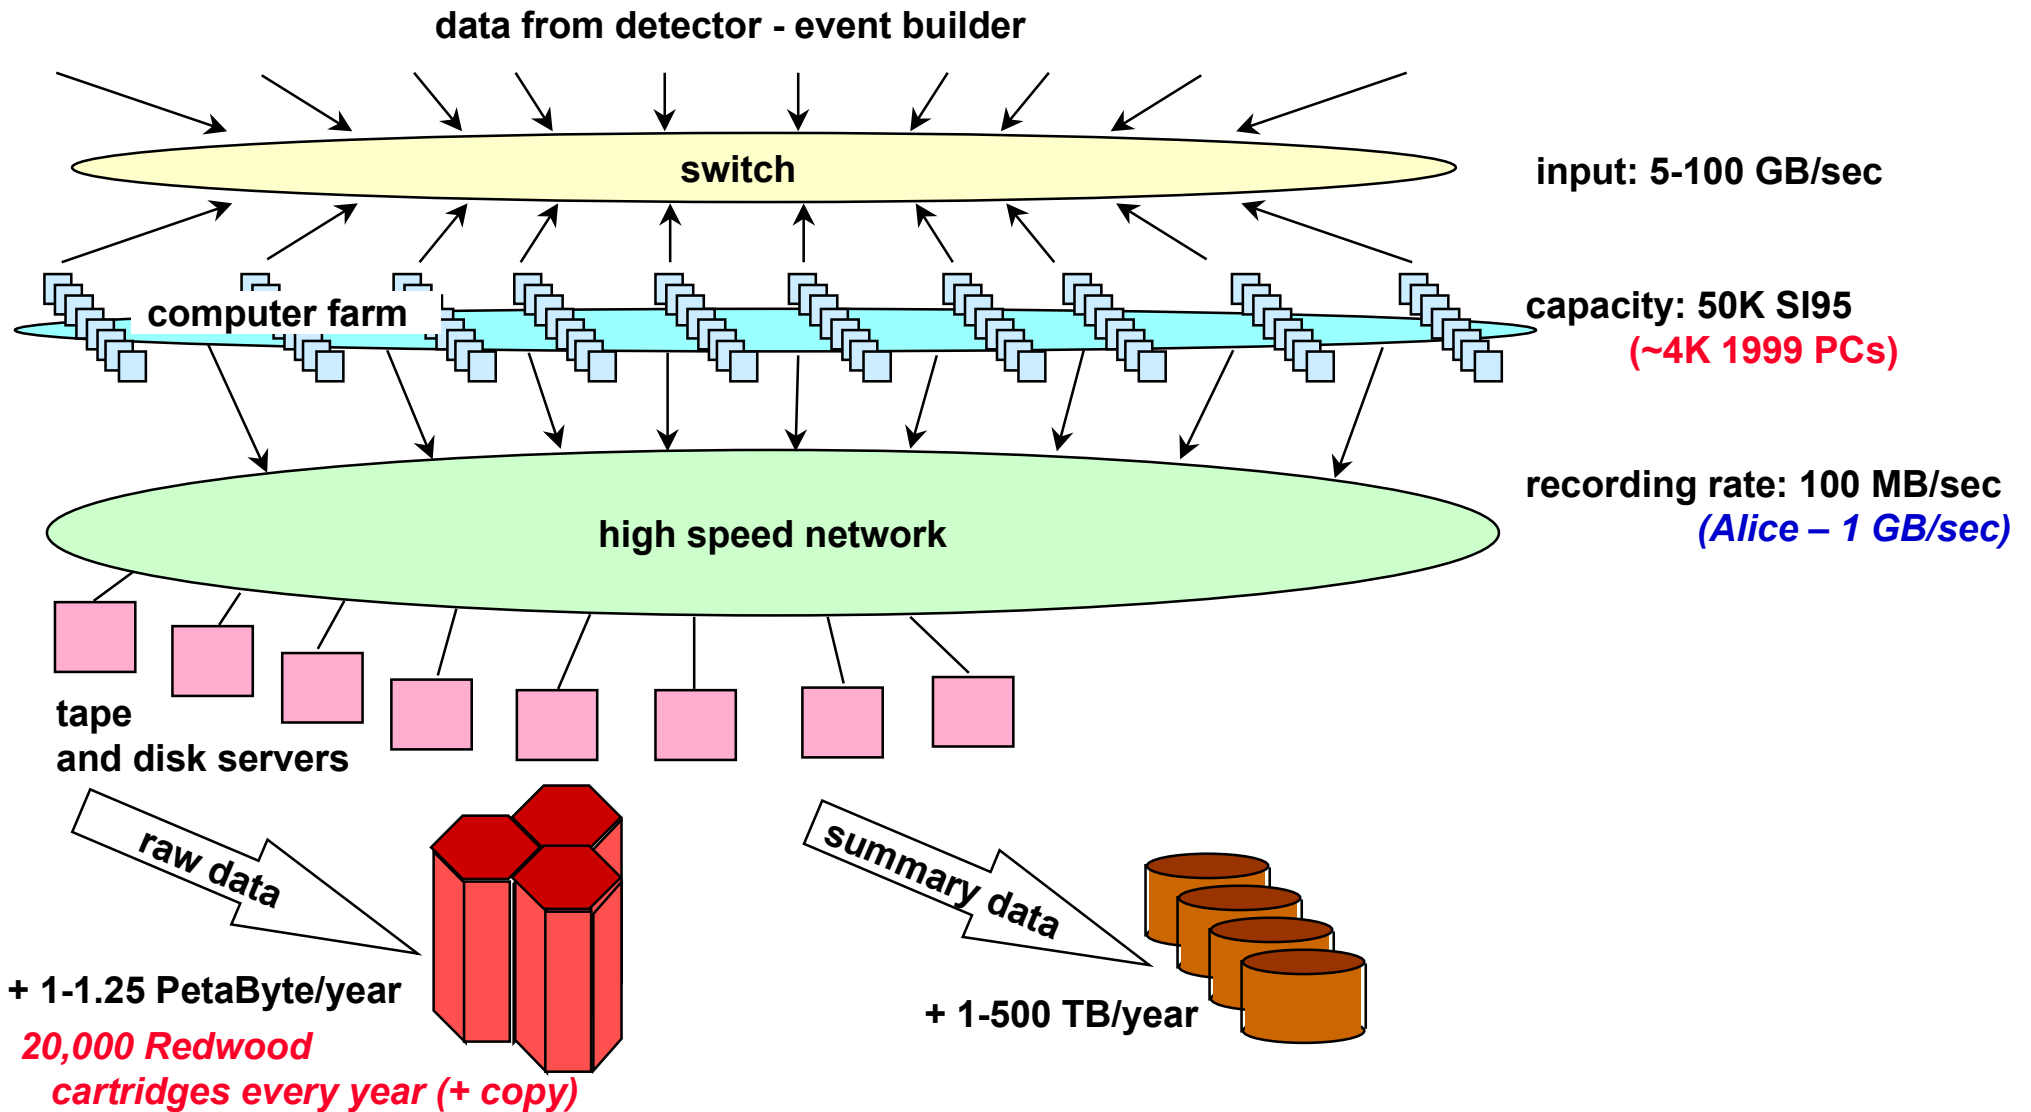 data from detector - event builder
switch
input: 5-100 GB/sec
computer farm
capacity: 50K SI95
(~4K 1999 PCs)
recording rate: 100 MB/sec
(Alice – 1 GB/sec)
high speed network
tape
and disk servers
raw data
summary data
+ 1-1.25 PetaByte/year
+ 1-500 TB/year
20,000 Redwood
cartridges every year (+ copy)